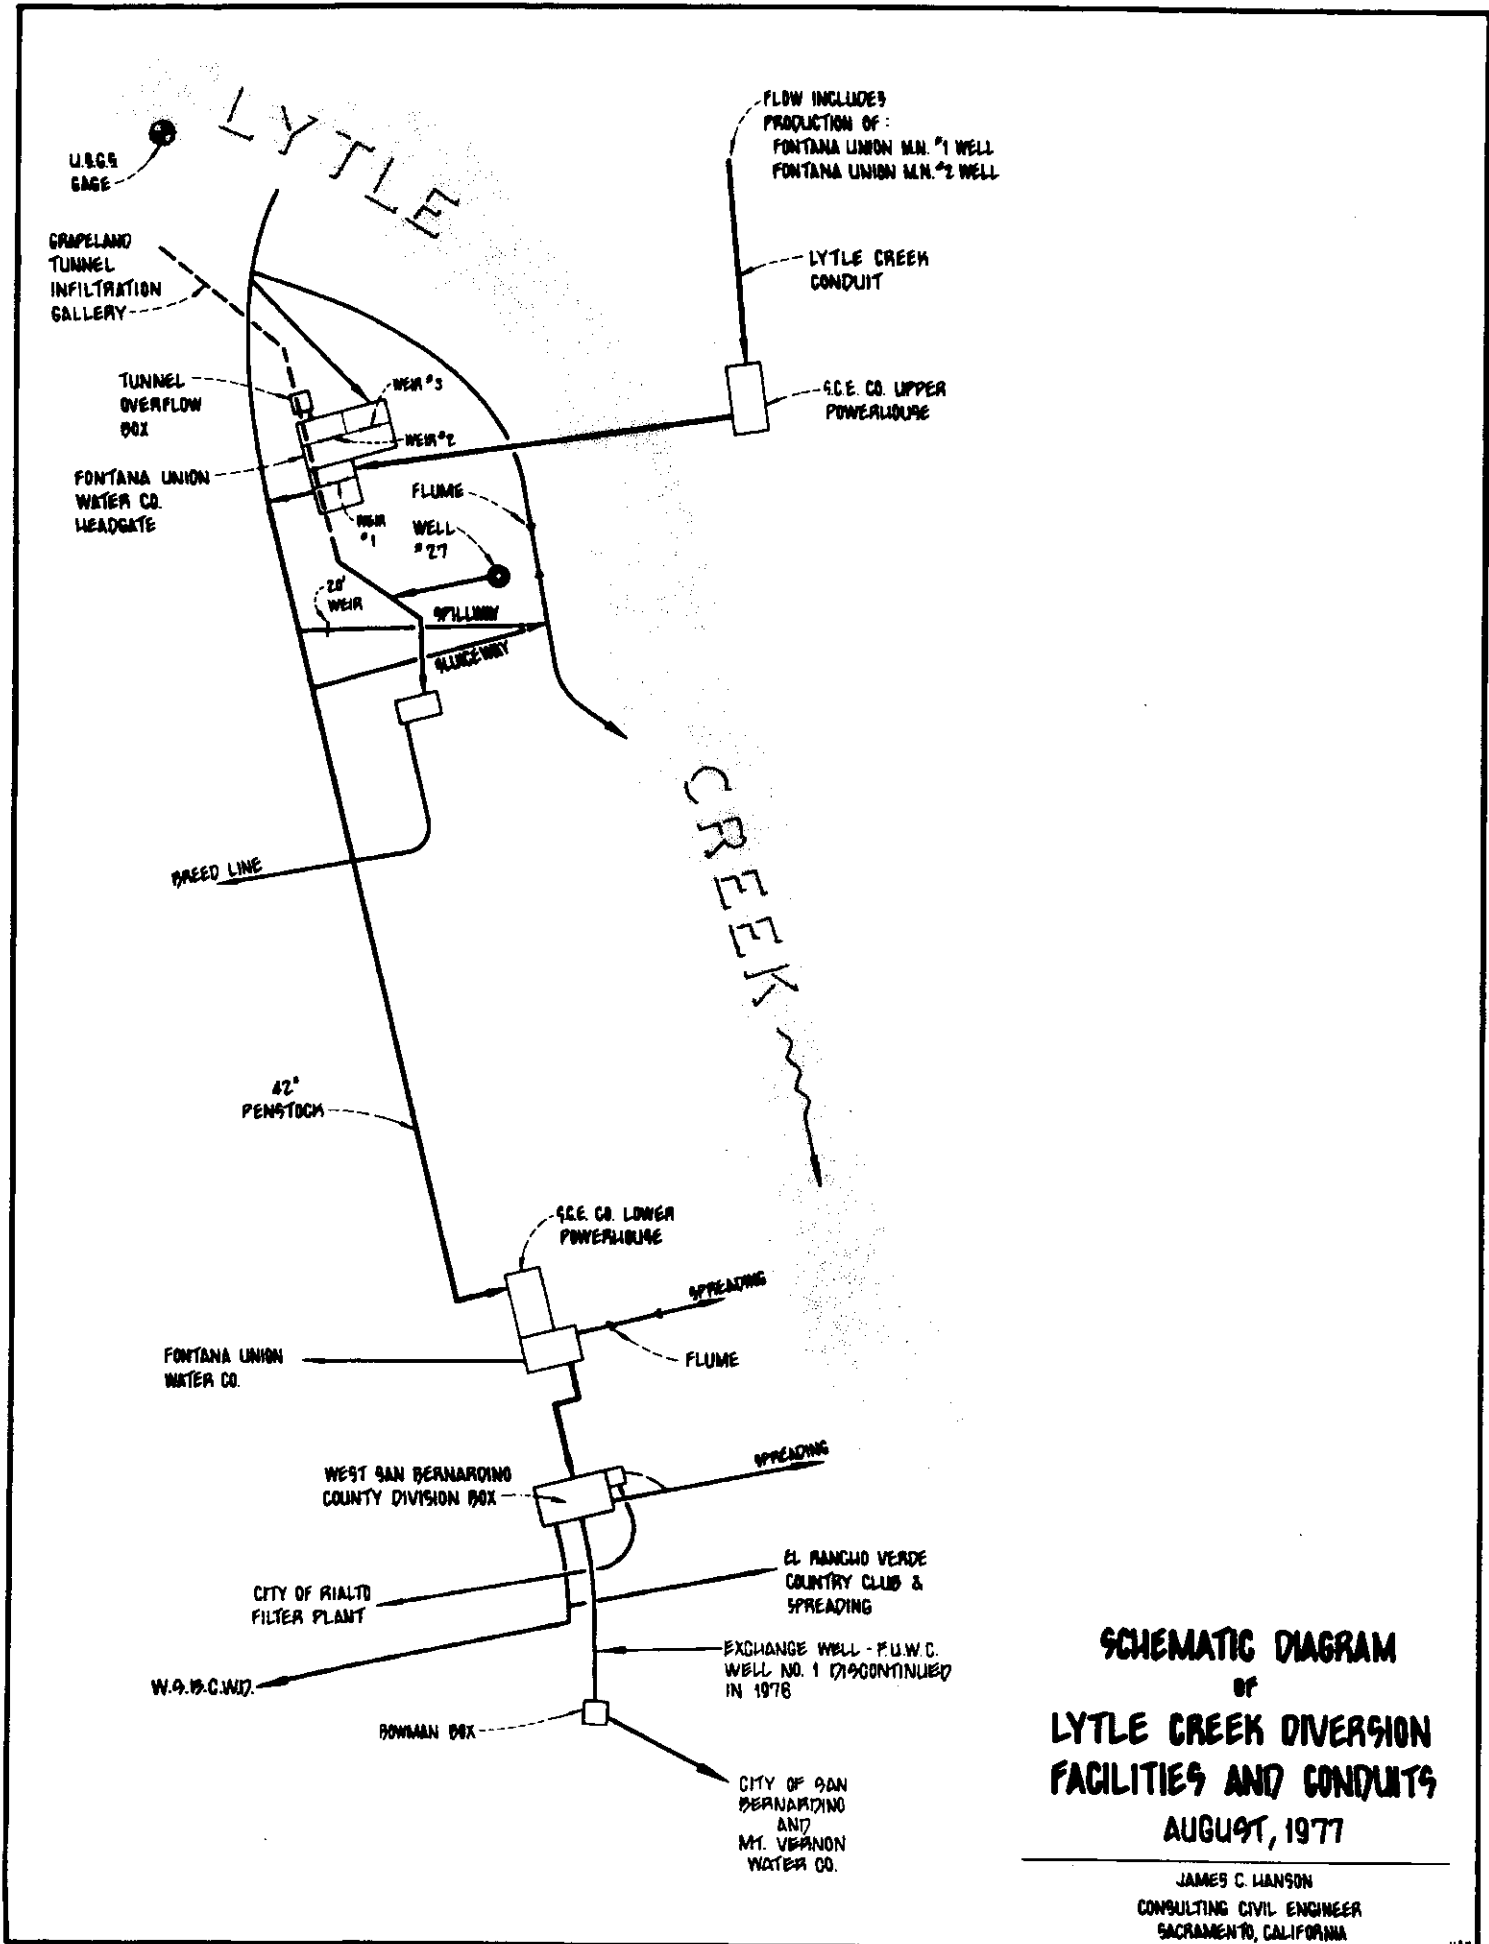 LYTLE
U.S.G.S
GAGE
FLOW INCLUDES
PRODUCTION OF :
FONTANA UNION M.N. #1 WELL
FONTANA UNION M.N. #2 WELL
GRAPELAND
TUNNEL
INFILTRATION
GALLERY
LYTLE CREEK
CONDUIT
TUNNEL
OVERFLOW
BOX
WEIR #3
WEIR #2
S.C.E. CO. UPPER
POWERHOUSE
FONTANA UNION
WATER CO.
HEADGATE
WEIR
#1
FLUME
WELL
#27
20'
WEIR
SPILLWAY
SLUICEWAY
CREEK
BREED LINE
42"
PENSTOCK
S.C.E. CO. LOWER
POWERHOUSE
SPREADING
FLUME
FONTANA UNION
WATER CO.
SPREADING
WEST SAN BERNARDINO
COUNTY DIVISION BOX
EL RANCHO VERDE
COUNTRY CLUB &
SPREADING
CITY OF RIALTO
FILTER PLANT
EXCHANGE WELL - F.U.W.C.
WELL NO. 1 DISCONTINUED
IN 1976
W.S.B.C.W.D.
BOWMAN BOX
CITY OF SAN
BERNARDINO
AND
MT. VERNON
WATER CO.
SCHEMATIC DIAGRAM
OF
LYTLE CREEK DIVERSION
FACILITIES AND CONDUITS
AUGUST, 1977
JAMES C. HANSON
CONSULTING CIVIL ENGINEER
SACRAMENTO, CALIFORNIA